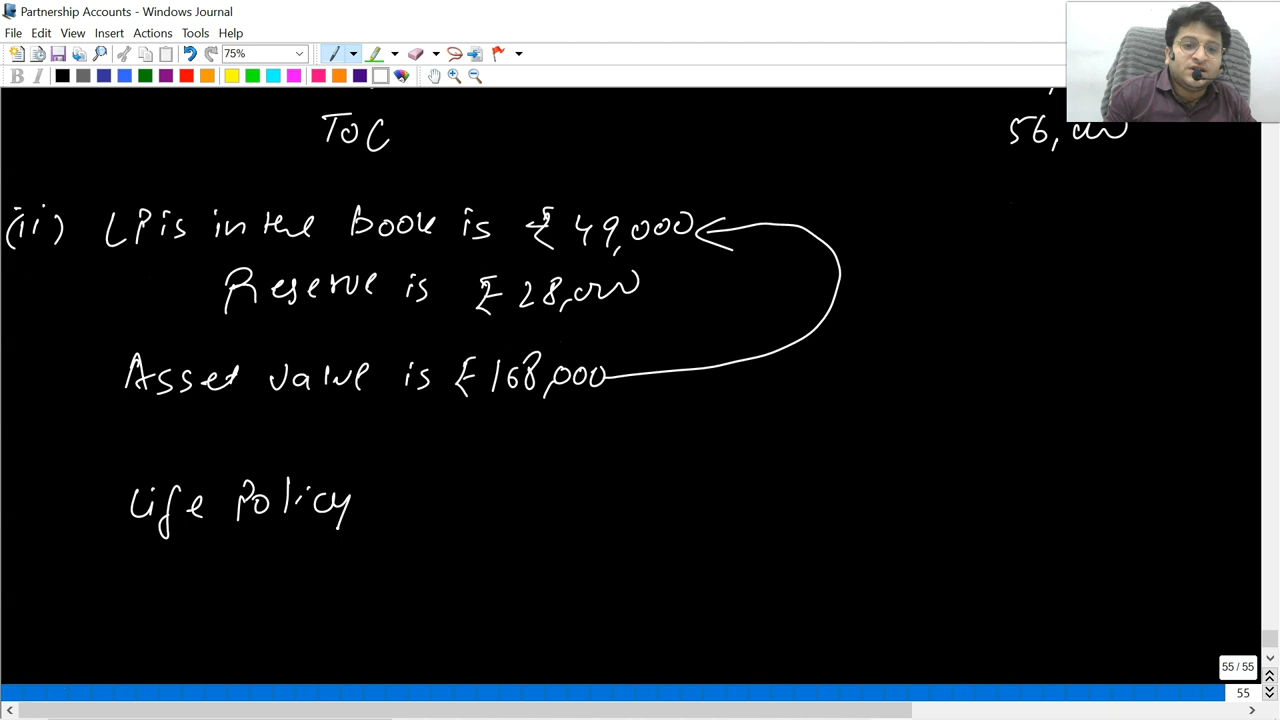 Partnership Accounts - Windows Journal
File Edit View Insert Actions Tools Help
75%
B I
To C
56,000
(ii) LP is in the Book is ₹ 49,000
Reserve is ₹ 28,000
Asset value is ₹ 168,000
Life Policy
55 / 55
55